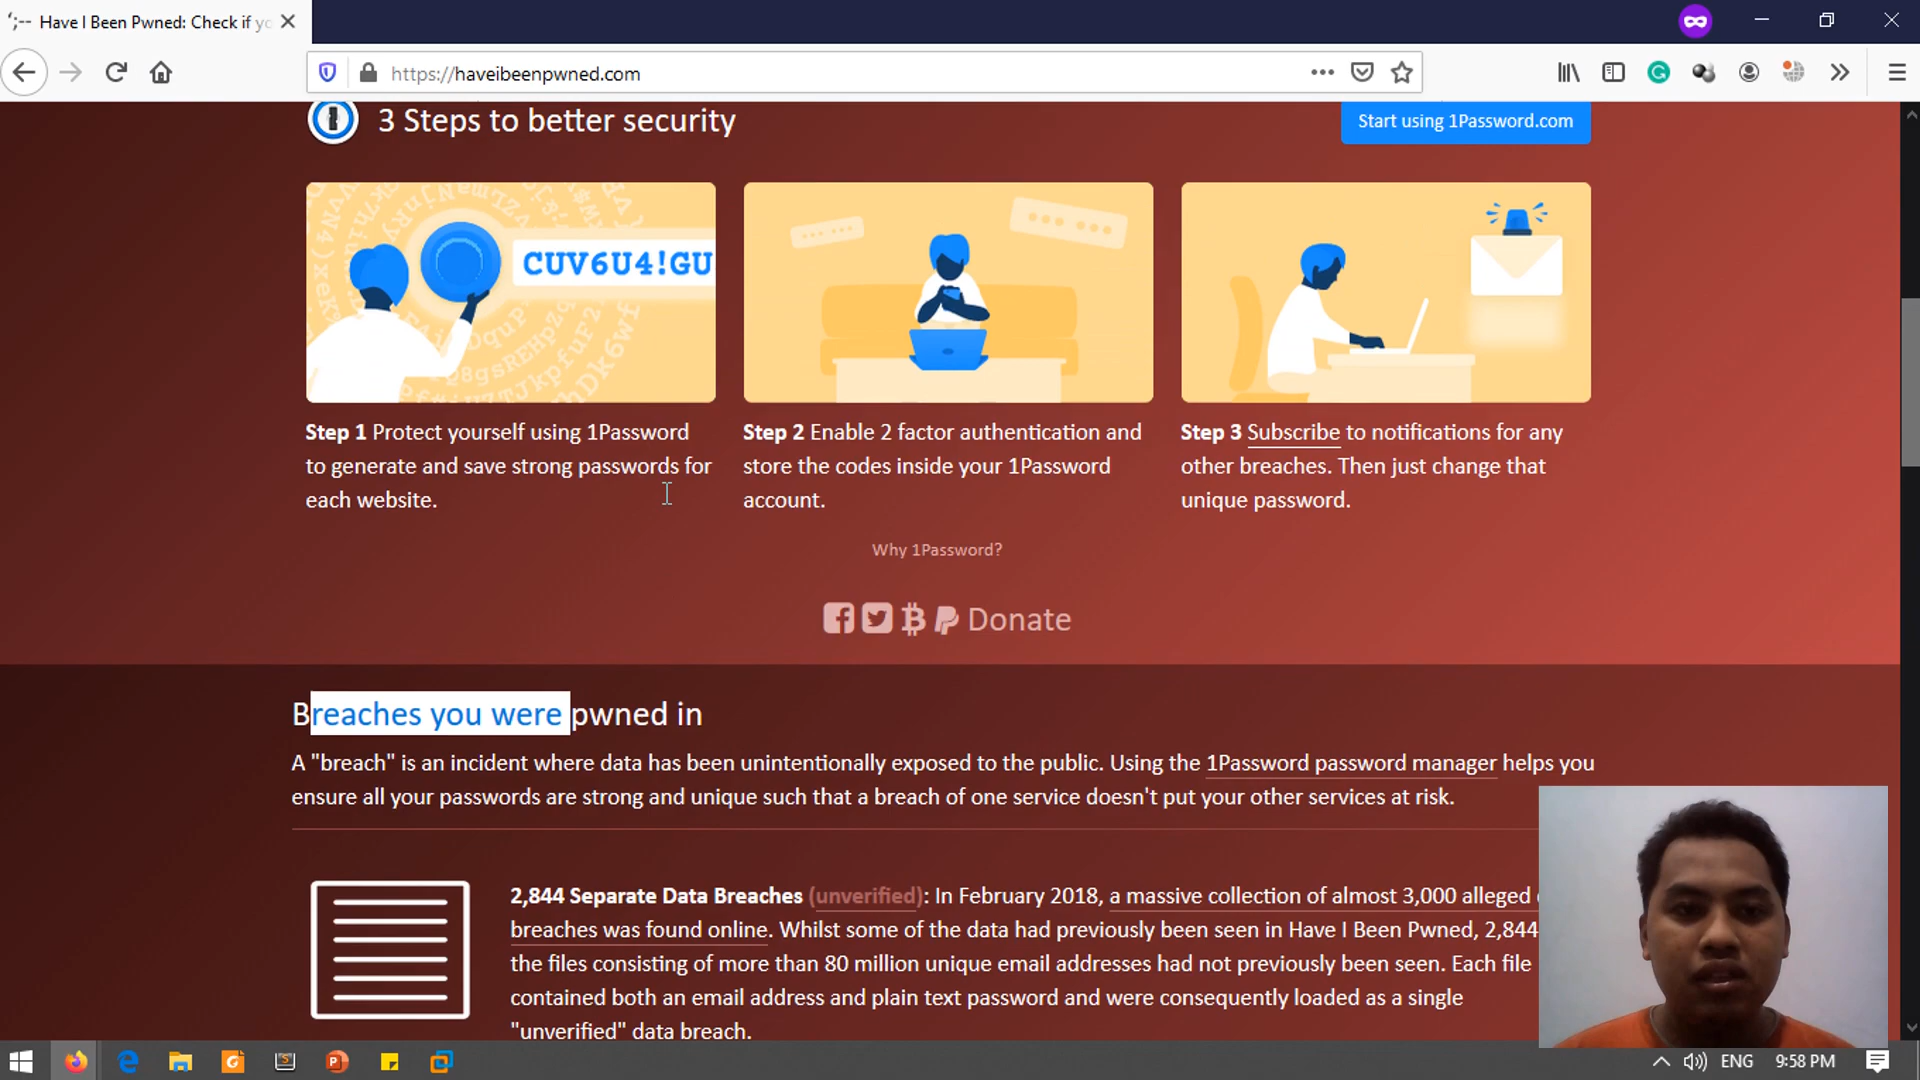 Have I Been Pwned: Check if yo
https://haveibeenpwned.com
3 Steps to better security
Start using 1Password.com
CUV6U4!GU
Step 1 Protect yourself using 1Password
to generate and save strong passwords for
each website.
Step 2 Enable 2 factor authentication and
store the codes inside your 1Password
account.
Step 3 Subscribe to notifications for any
other breaches. Then just change that
unique password.
Why 1Password?
Donate
Breaches you were pwned in
A "breach" is an incident where data has been unintentionally exposed to the public. Using the 1Password password manager helps you
ensure all your passwords are strong and unique such that a breach of one service doesn't put your other services at risk.
2,844 Separate Data Breaches (unverified): In February 2018, a massive collection of almost 3,000 alleged
breaches was found online. Whilst some of the data had previously been seen in Have I Been Pwned, 2,844
the files consisting of more than 80 million unique email addresses had not previously been seen. Each file
contained both an email address and plain text password and were consequently loaded as a single
"unverified" data breach.
ENG
9:58 PM